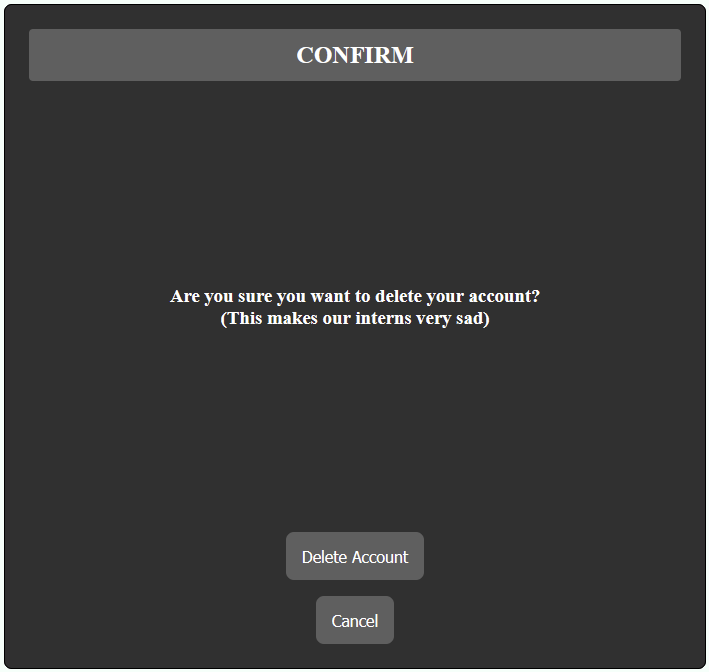 CONFIRM
Are you sure you want to delete your account?
(This makes our interns very sad)
Delete Account
Cancel